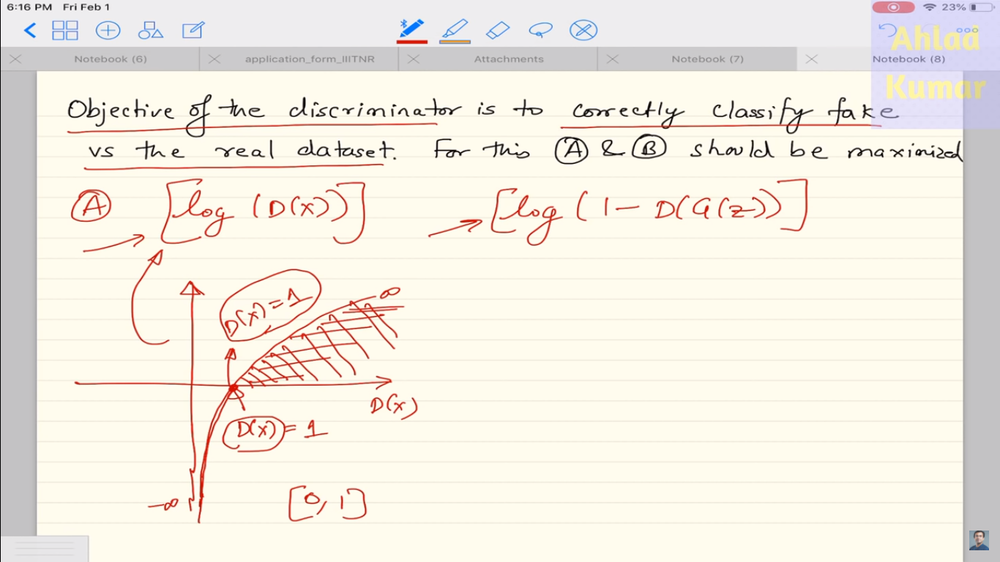 6:16 PM Fri Feb 1
23%
Ahlad
Kumar
Notebook (6)
application_form_IIITNR
Attachments
Notebook (7)
Notebook (8)
Objective of the discriminator is to correctly classify fake
vs the real dataset. For this A & B should be maximized
A [log (D(x))] [log (1- D(G(z))]
D(x) = 1
∞
D(x)
D(x) = 1
-∞
[0, 1]